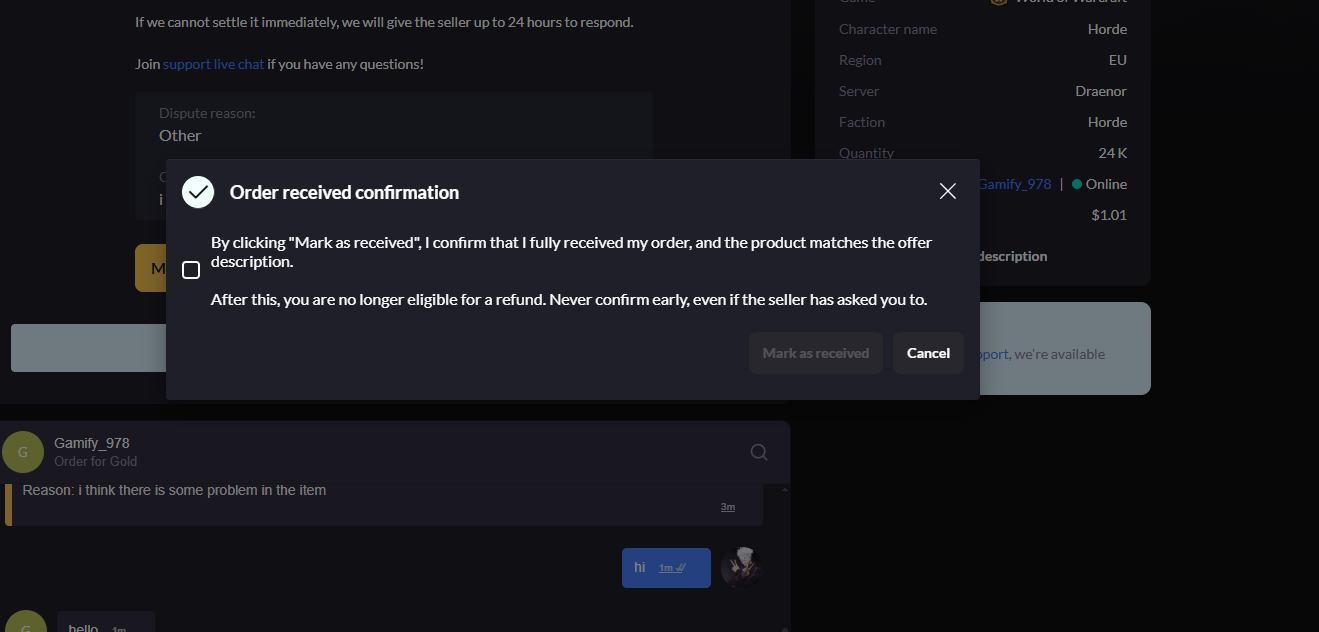 If we cannot settle it immediately, we will give the seller up to 24 hours to respond.
Join support live chat if you have any questions!
Dispute reason:
Other
i
M
World of Warcraft
Character name Horde
Region EU
Server Draenor
Faction Horde
Quantity 24 K
Gamify_978 | Online
$1.01
description
Order received confirmation
By clicking "Mark as received", I confirm that I fully received my order, and the product matches the offer
description.
After this, you are no longer eligible for a refund. Never confirm early, even if the seller has asked you to.
Mark as received Cancel
pport, we're available
G
Gamify_978
Order for Gold
Reason: i think there is some problem in the item
3m
hi 1m
G
hello 1m